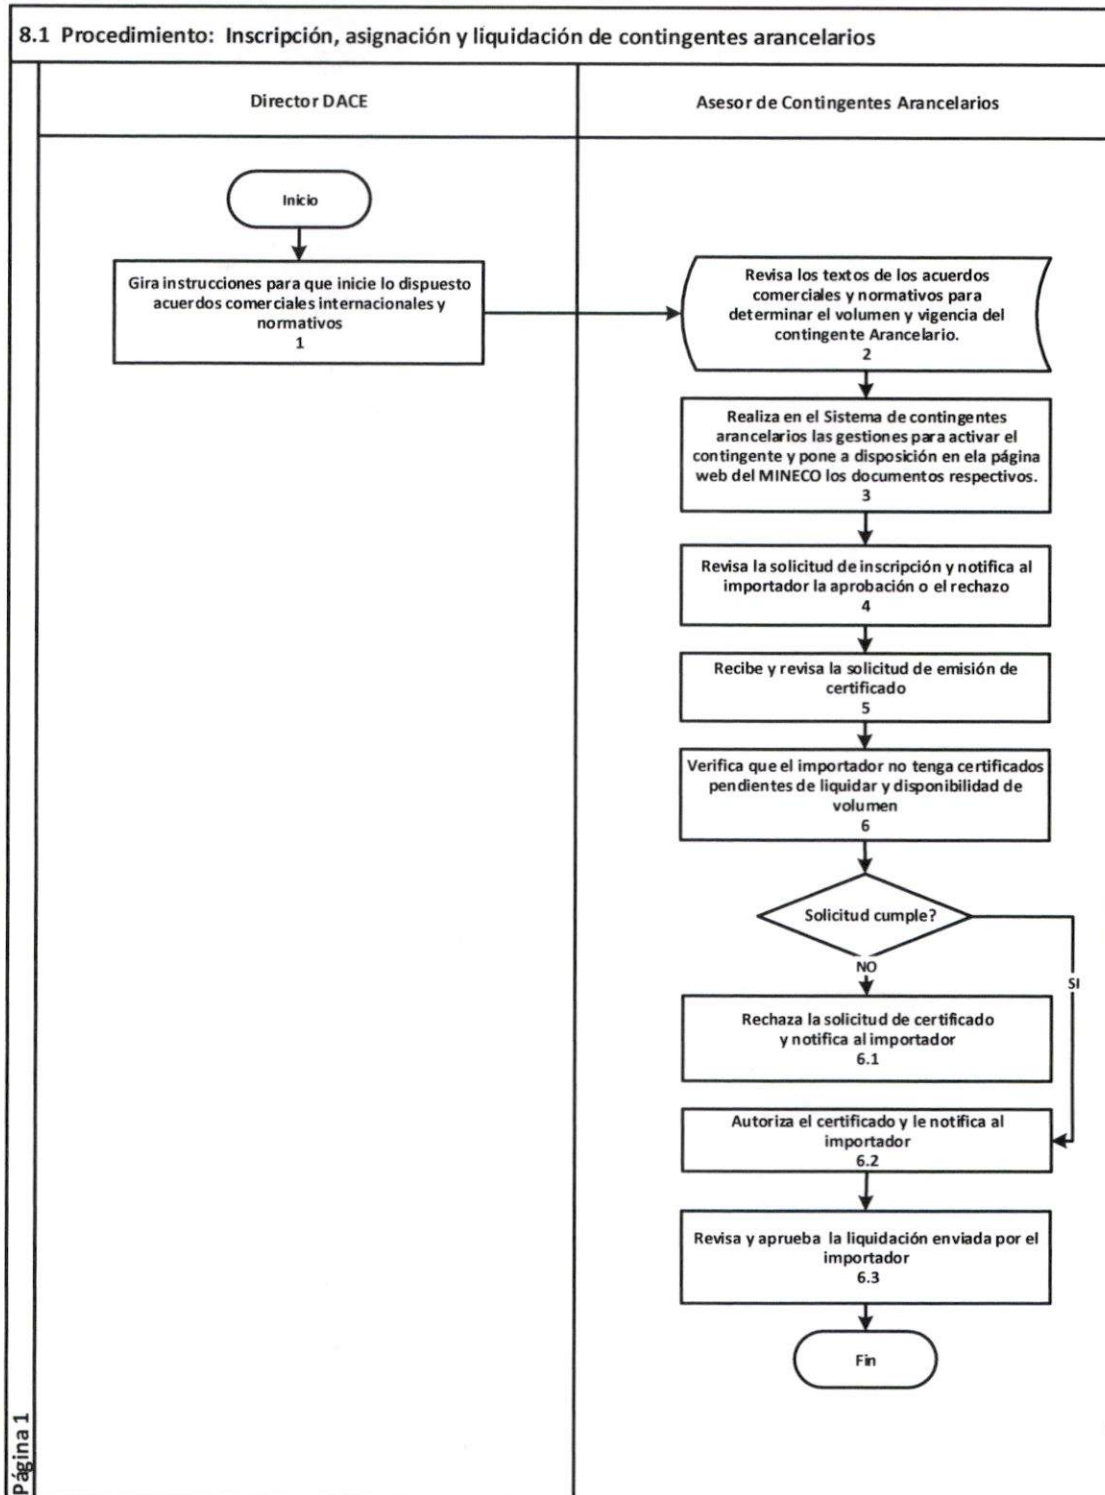 8.1 Procedimiento: Inscripción, asignación y liquidación de contingentes arancelarios
Director DACE
Asesor de Contingentes Arancelarios
Inicio
Gira instrucciones para que inicie lo dispuesto
acuerdos comerciales internacionales y
normativos
1
Revisa los textos de los acuerdos
comerciales y normativos para
determinar el volumen y vigencia del
contingente Arancelario.
2
Realiza en el Sistema de contingentes
arancelarios las gestiones para activar el
contingente y pone a disposición en ela página
web del MINECO los documentos respectivos.
3
Revisa la solicitud de inscripción y notifica al
importador la aprobación o el rechazo
4
Recibe y revisa la solicitud de emisión de
certificado
5
Verifica que el importador no tenga certificados
pendientes de liquidar y disponibilidad de
volumen
6
Solicitud cumple?
NO
SI
Rechaza la solicitud de certificado
y notifica al importador
6.1
Autoriza el certificado y le notifica al
importador
6.2
Revisa y aprueba la liquidación enviada por el
importador
6.3
Fin
Página 1